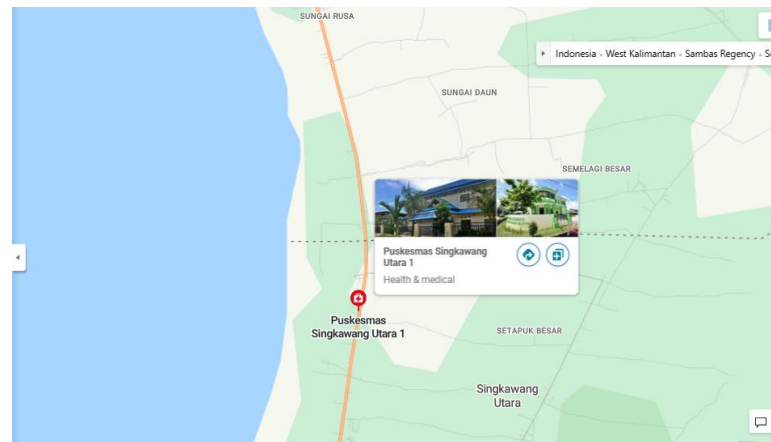 SUNGAI RUSA
Indonesia Ⓢ West Kalimantan Ⓢ Sambas Regency
SUNGAI DAUN
SEMELAGI BESAR
Puskesmas Singkawang
Utara 1
Health & medical
Puskesmas
Singkawang Utara 1
SETAPUK BESAR
Singkawang
Utara